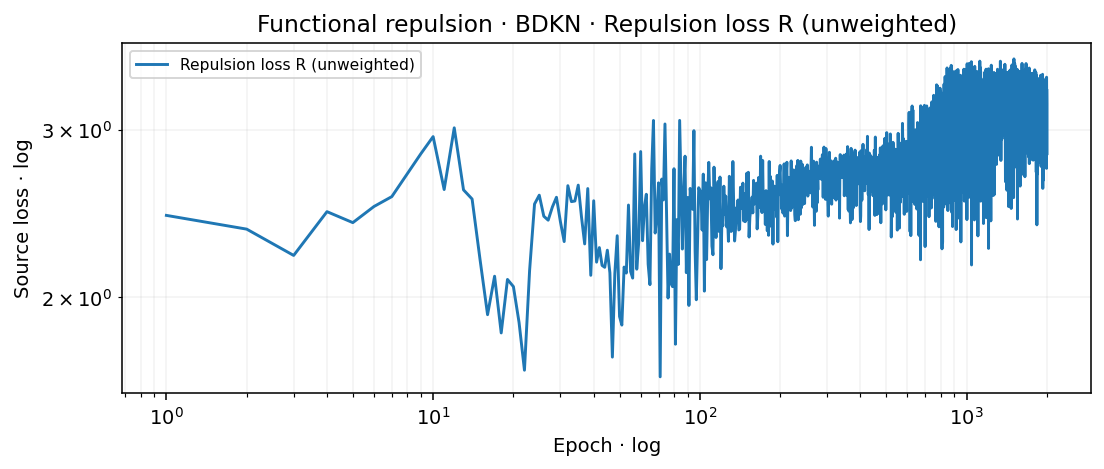 Functional repulsion · BDKN · Repulsion loss R (unweighted)
Repulsion loss R (unweighted)
Source loss · log
3 × 10⁰
2 × 10⁰
10⁰ 10¹ 10² 10³
Epoch · log